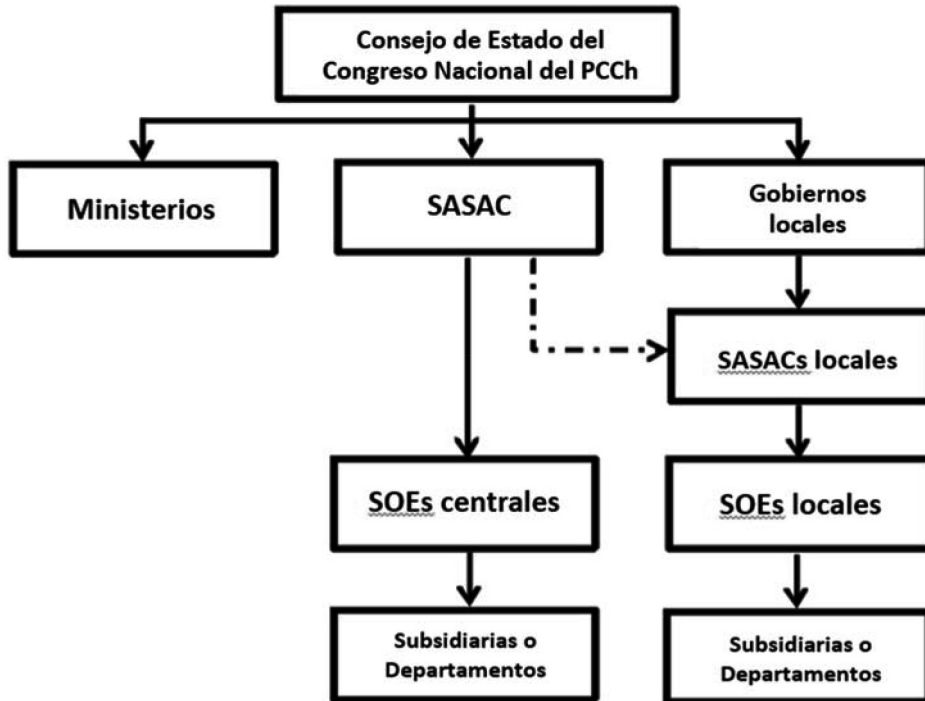 Consejo de Estado del
Congreso Nacional del PCCh
Ministerios
SASAC
Gobiernos
locales
SASACs locales
SOEs centrales
SOEs locales
Subsidiarias o
Departamentos
Subsidiarias o
Departamentos